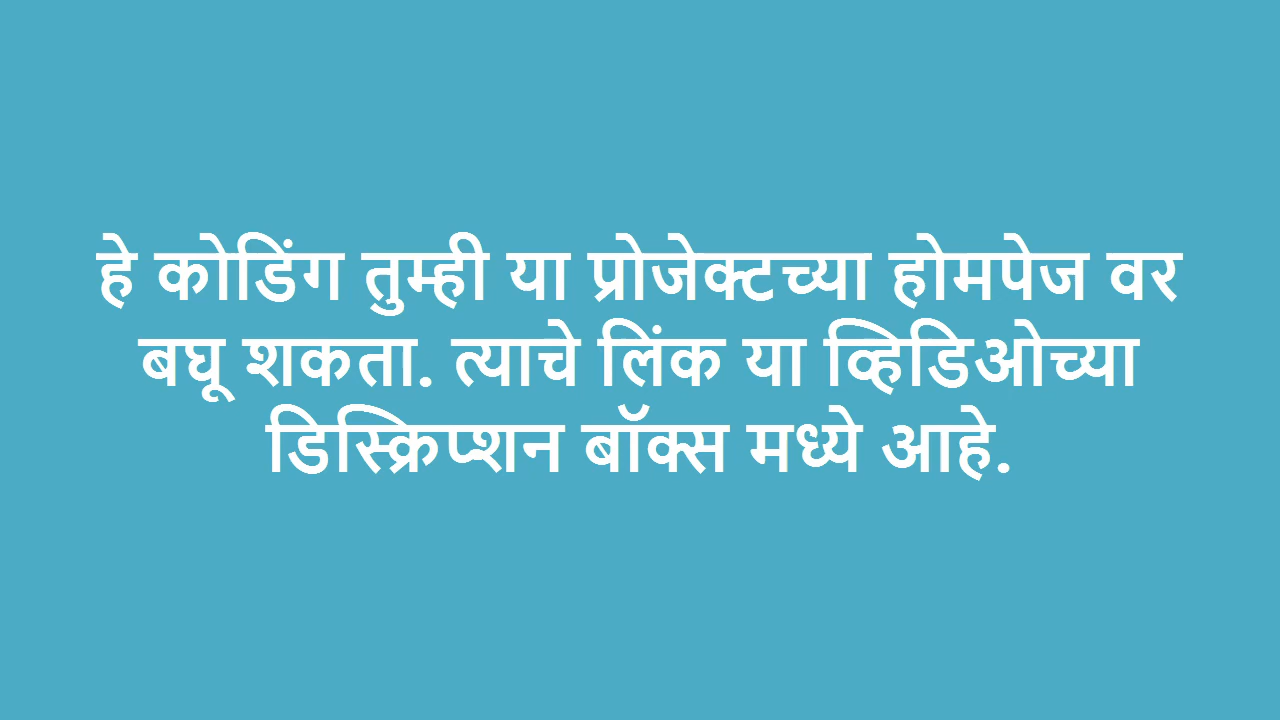 हे कोडिंग तुम्ही या प्रोजेक्टच्या होमपेज वर
बघू शकता. त्याचे लिंक या व्हिडिओच्या
डिस्क्रिप्शन बॉक्स मध्ये आहे.